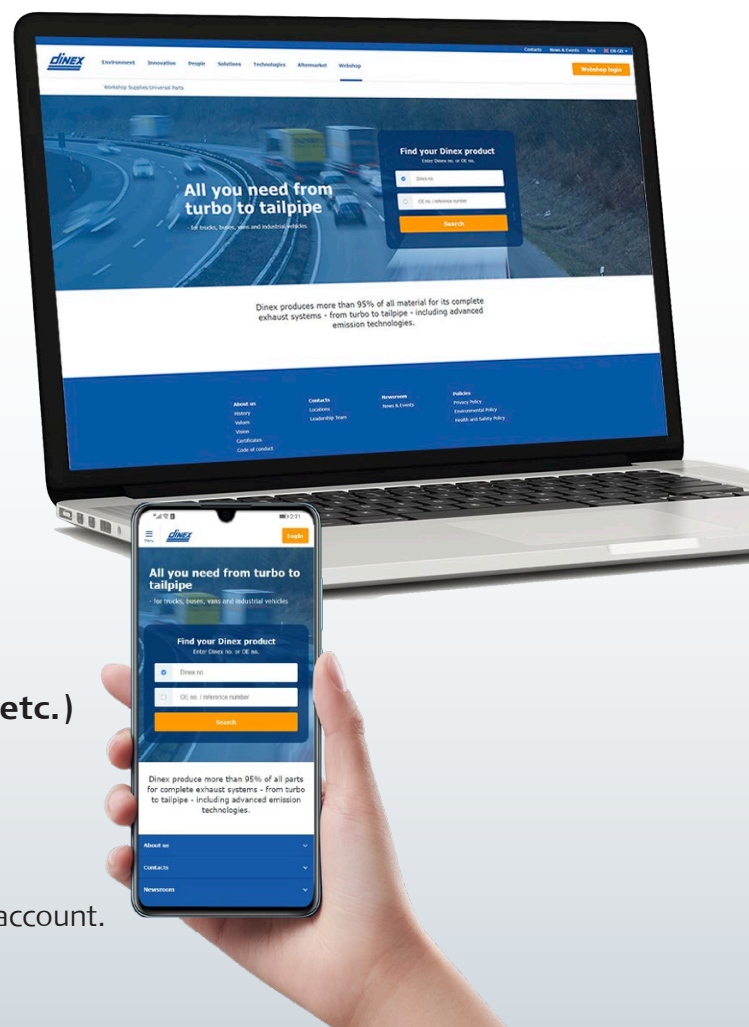 Contacts News & Events Jobs EN-GB
dinex Environment Innovation People Solutions Technologies Aftermarket Webshop Webshop login
Workshop Supplies/Universal Parts
All you need from
turbo to tailpipe
- for trucks, buses, vans and industrial vehicles
Find your Dinex product
Enter Dinex no. or OE no.
Dinex no.
OE no. / reference number
Search
Dinex produces more than 95% of all material for its complete
exhaust systems - from turbo to tailpipe - including advanced
emission technologies.
About us
History
Values
Vision
Certificates
Code of conduct
Contacts
Locations
Leadership Team
Newsroom
News & Events
Policies
Privacy Policy
Environmental Policy
Health and Safety Policy
2:31
Menu dinex Login
All you need from turbo to
tailpipe
- for trucks, buses, vans and industrial vehicles
Find your Dinex product
Enter Dinex no. or OE no.
Dinex no
OE no. / reference number
Search
Dinex produce more than 95% of all parts
for complete exhaust systems - from turbo
to tailpipe - including advanced emission
technologies.
About us
Contacts
Newsroom
etc.)
account.